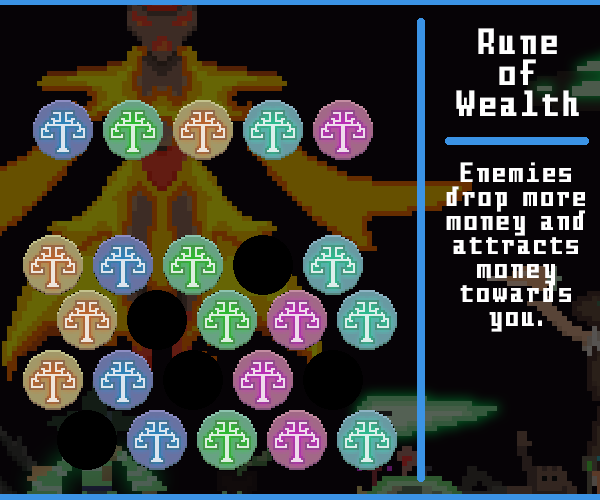 Rune
of
Wealth
Enemies
drop more
money and
attracts
money
towards
you.